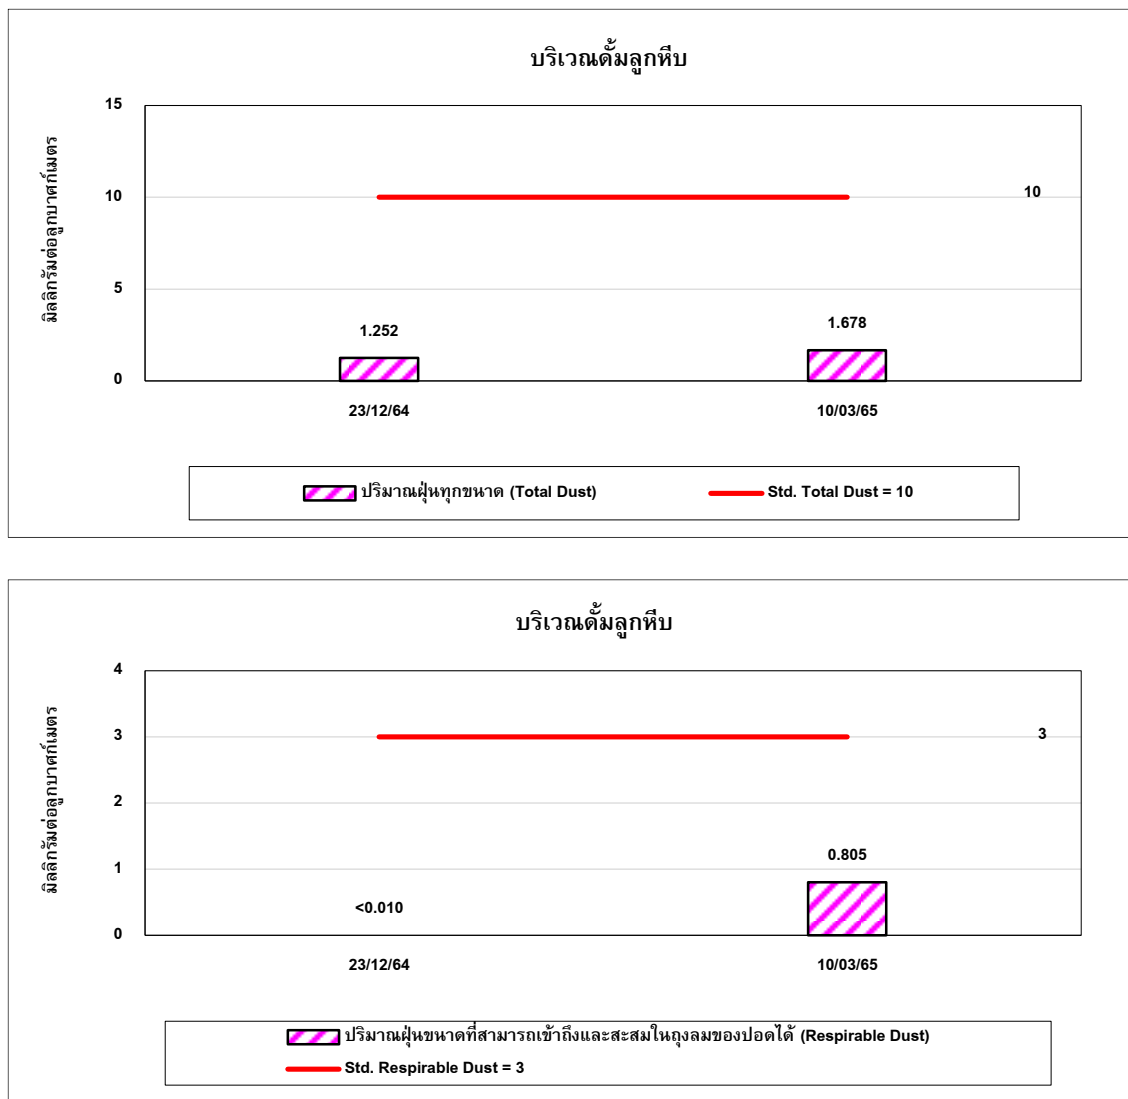 บริเวณดั้มลูกหีบ
มิลลิกรัมต่อลูกบาศก์เมตร
15
10
10
5
1.678
1.252
0
23/12/64 10/03/65
ปริมาณฝุ่นทุกขนาด (Total Dust) Std. Total Dust = 10
บริเวณดั้มลูกหีบ
มิลลิกรัมต่อลูกบาศก์เมตร
4
3
3
2
1
0.805
<0.010
0
23/12/64 10/03/65
ปริมาณฝุ่นขนาดที่สามารถเข้าถึงและสะสมในถุงลมของปอดได้ (Respirable Dust)
Std. Respirable Dust = 3